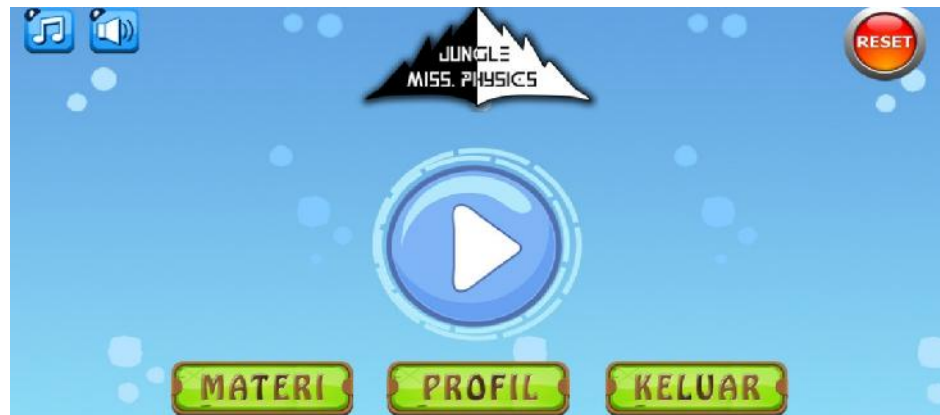 JUNGLE
MISS. PHYSICS
RESET
MATERI
PROFIL
KELUAR